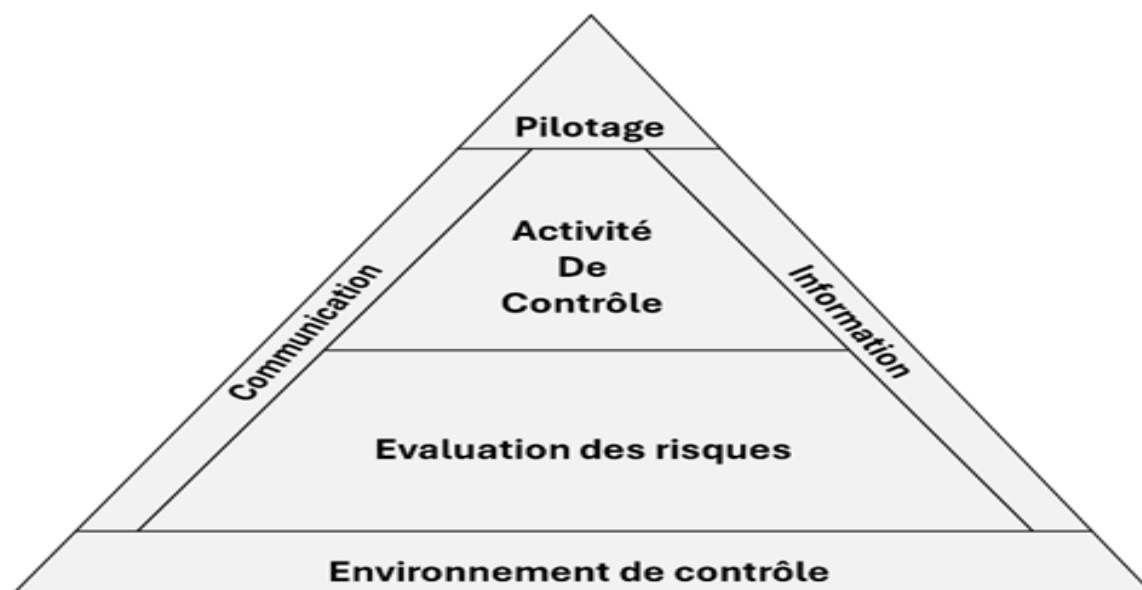 Pilotage
Activité
De
Contrôle
Communication
Information
Evaluation des risques
Environnement de contrôle